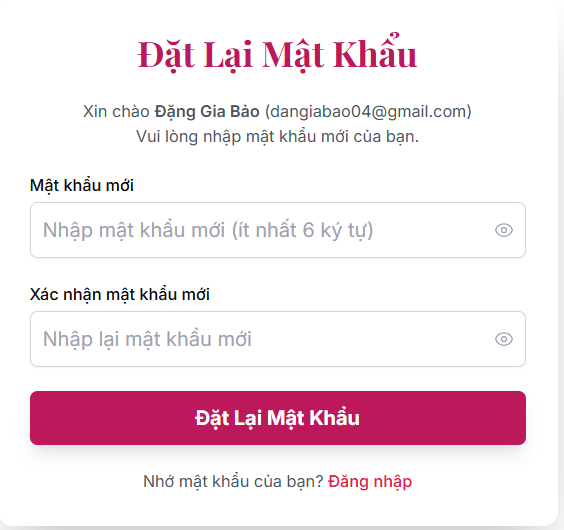 Đặt Lại Mật Khẩu
Xin chào Đặng Gia Bảo (dangiabao04@gmail.com)
Vui lòng nhập mật khẩu mới của bạn.
Mật khẩu mới
Nhập mật khẩu mới (ít nhất 6 ký tự)
Xác nhận mật khẩu mới
Nhập lại mật khẩu mới
Đặt Lại Mật Khẩu
Nhớ mật khẩu của bạn? Đăng nhập